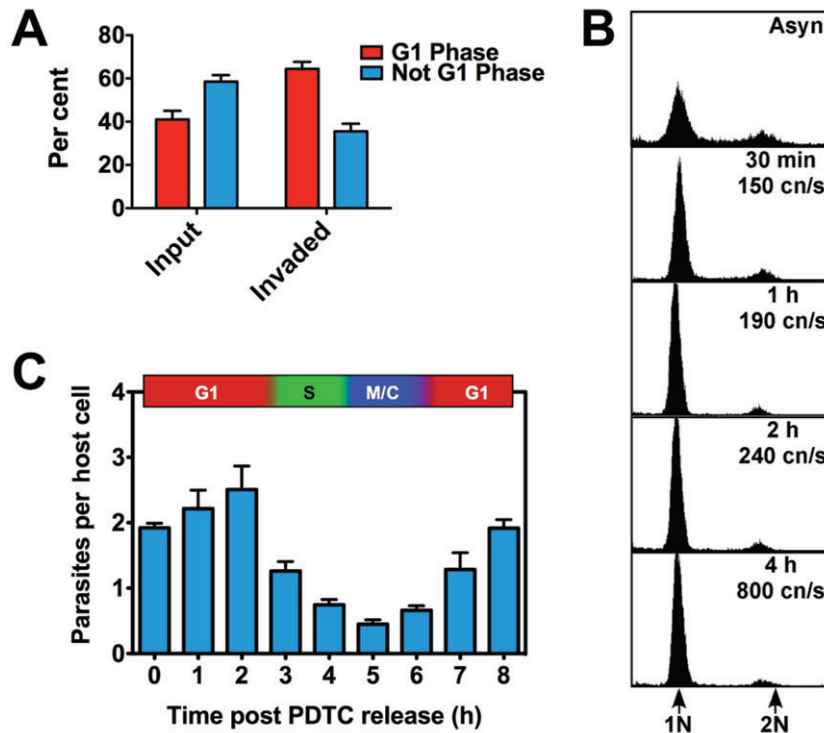 A
Per cent
80
60
40
20
0
Input
Invaded
G1 Phase
Not G1 Phase
B
Asyn
30 min
150 cn/s
1 h
190 cn/s
2 h
240 cn/s
4 h
800 cn/s
1N
2N
C
G1
S
M/C
G1
Parasites per host cell
4
3
2
1
0
0 1 2 3 4 5 6 7 8
Time post PDTC release (h)